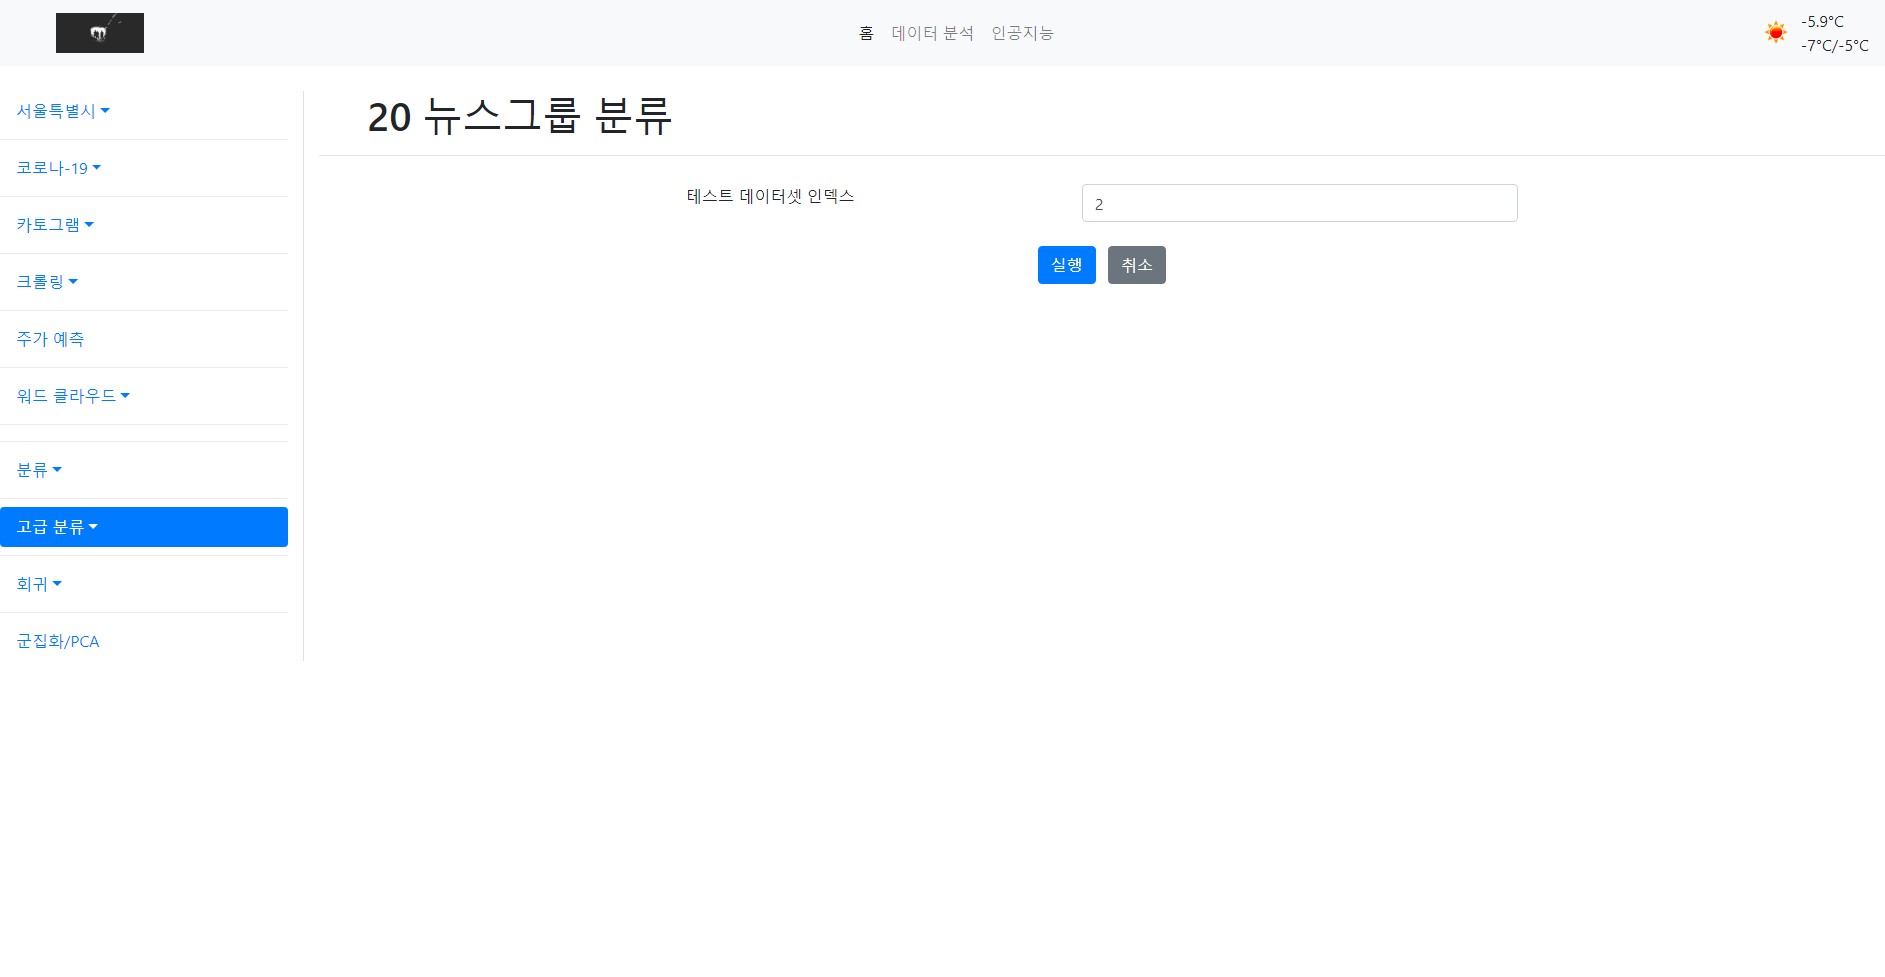 홈 데이터 분석 인공지능
-5.9°C
-7°C/-5°C
서울특별시
코로나-19
카토그램
크롤링
주가 예측
워드 클라우드
분류
고급 분류
회귀
군집화/PCA
20 뉴스그룹 분류
테스트 데이터셋 인덱스
2
실행 취소